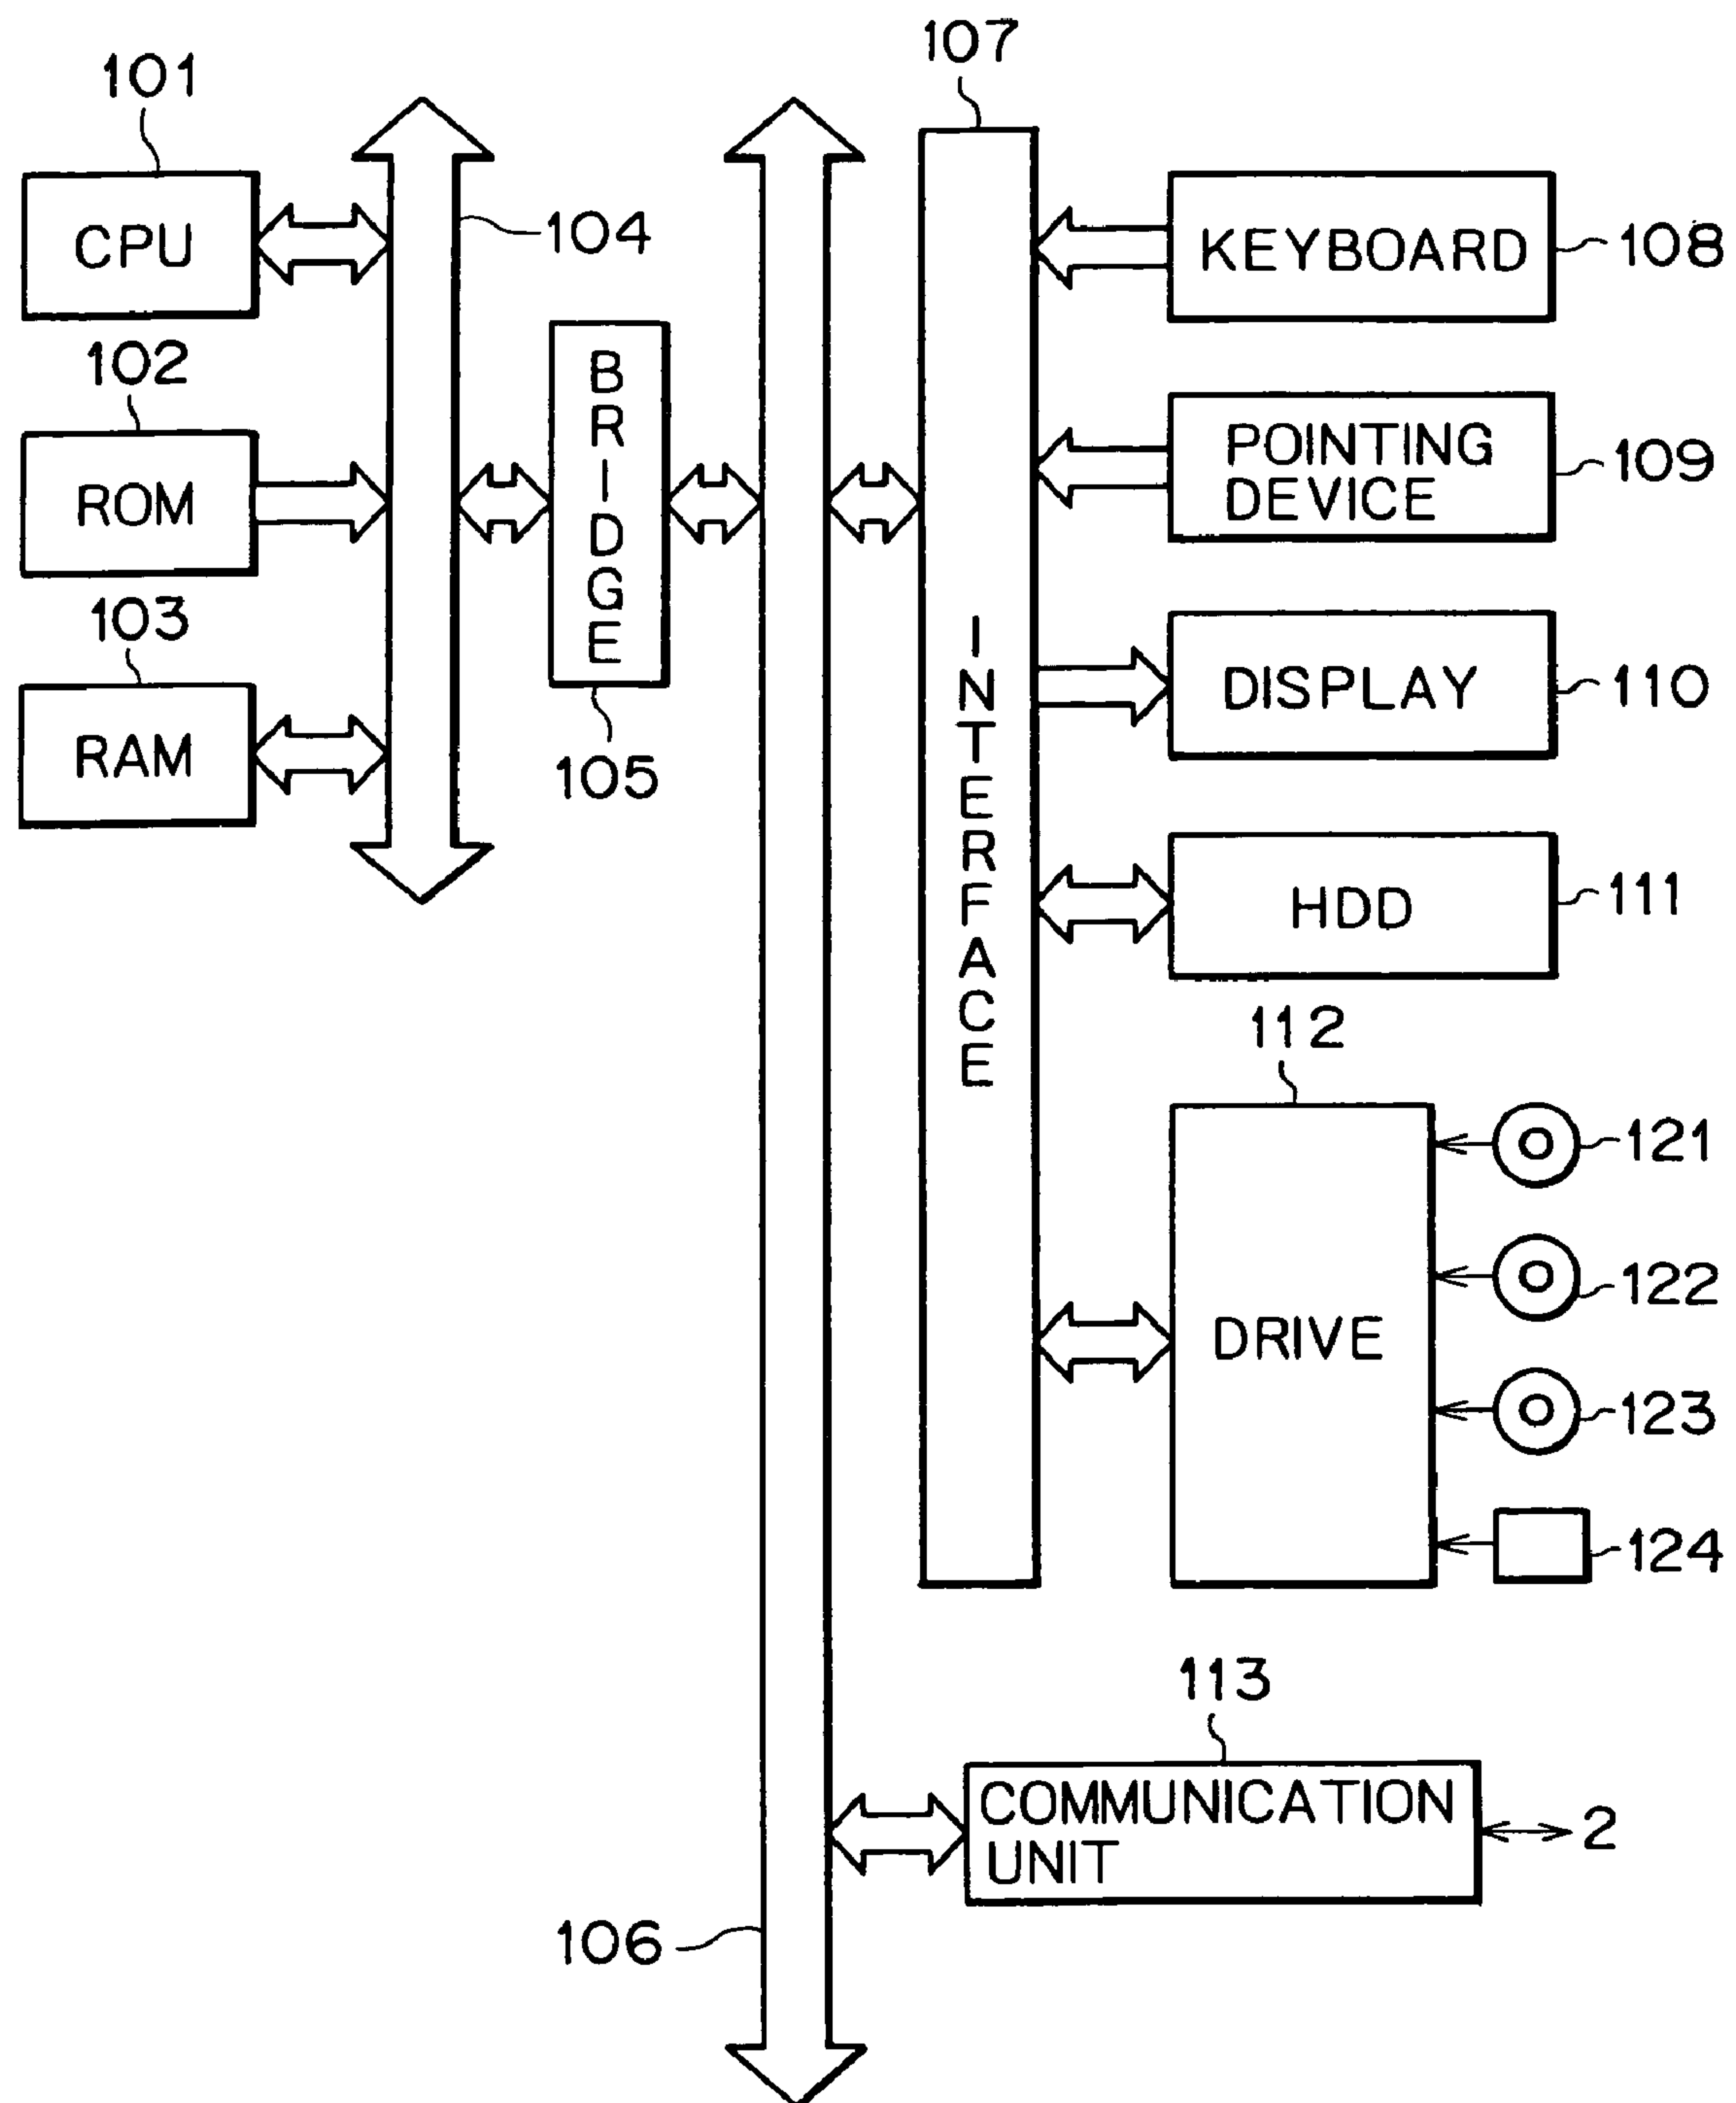 107
101
CPU
104
KEYBOARD
108
102
ROM
BRIDGE
POINTING
DEVICE
109
103
RAM
105
INTERFACE
DISPLAY
110
HDD
111
112
DRIVE
121
122
123
124
113
COMMUNICATION
UNIT
2
106